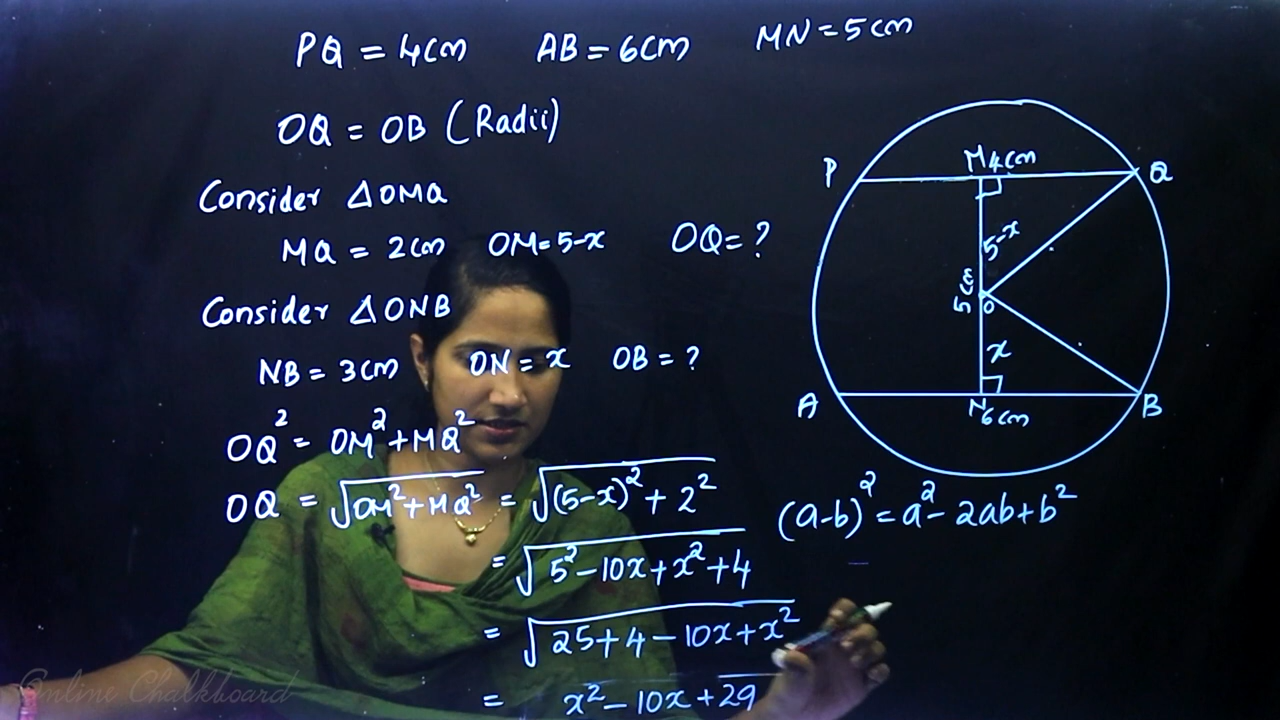 PQ = 4cm AB = 6cm MN = 5cm
OQ = OB (Radii)
Consider △OMQ
MQ = 2cm OM = 5-x OQ = ?
Consider △ONB
NB = 3cm ON = x OB = ?
OQ² = OM² + MQ²
OQ = √(OM² + MQ²) = √((5-x)² + 2²)
= √(5² - 10x + x² + 4)
= √(25 + 4 - 10x + x²)
= x² - 10x + 29
P M 4cm Q
5-x
5cm
O
x
A N 6cm B
(a-b)² = a² - 2ab + b²
Online Chalkboard